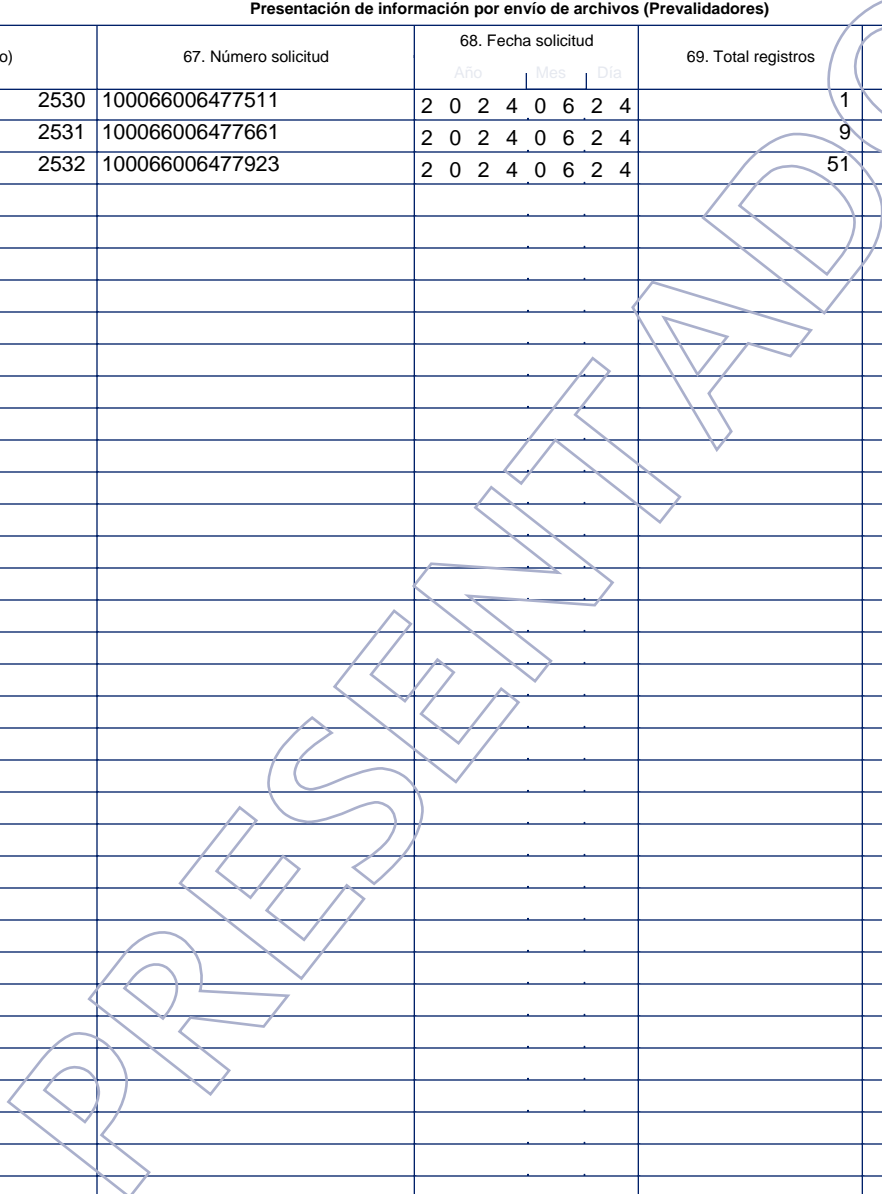 Presentación de información por envío de archivos (Prevalidadores)
o) 67. Número solicitud 68. Fecha solicitud 69. Total registros
Año Mes Día
2530 100066006477511 2 0 2 4 0 6 2 4 1
2531 100066006477661 2 0 2 4 0 6 2 4 9
2532 100066006477923 2 0 2 4 0 6 2 4 51
PRESENTADO